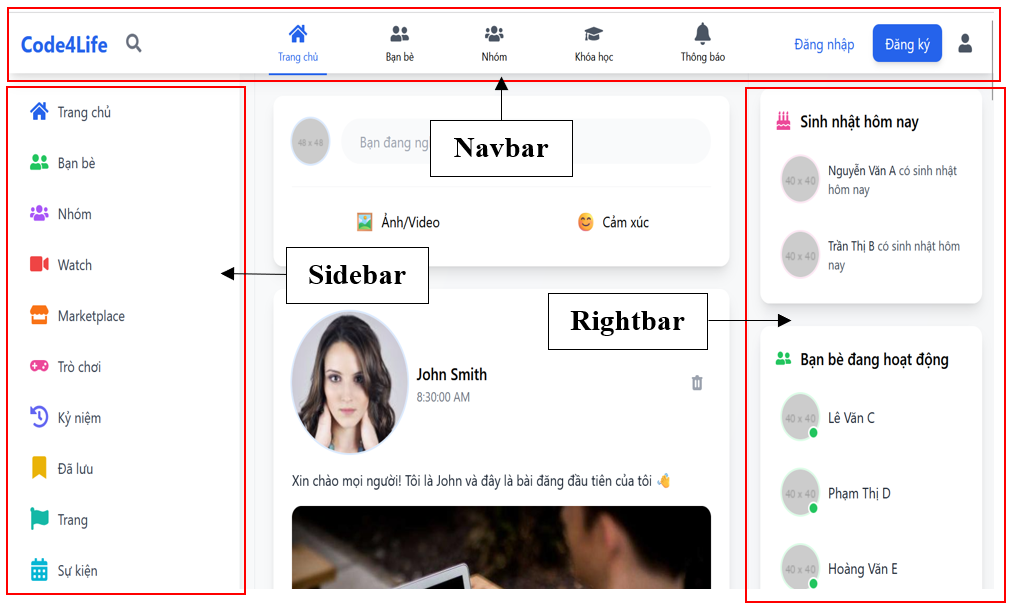 Code4Life
Trang chủ
Bạn bè
Nhóm
Khóa học
Thông báo
Đăng nhập
Đăng ký
Navbar
Trang chủ
Bạn bè
Nhóm
Watch
Marketplace
Trò chơi
Kỷ niệm
Đã lưu
Trang
Sự kiện
Sidebar
48 x 48
Bạn đang ng
Ảnh/Video
Cảm xúc
John Smith
8:30:00 AM
Xin chào mọi người! Tôi là John và đây là bài đăng đầu tiên của tôi 👋
Rightbar
Sinh nhật hôm nay
40 x 40
Nguyễn Văn A có sinh nhật
hôm nay
40 x 40
Trần Thị B có sinh nhật hôm
nay
Bạn bè đang hoạt động
40 x 40
Lê Văn C
40 x 40
Phạm Thị D
40 x 40
Hoàng Văn E